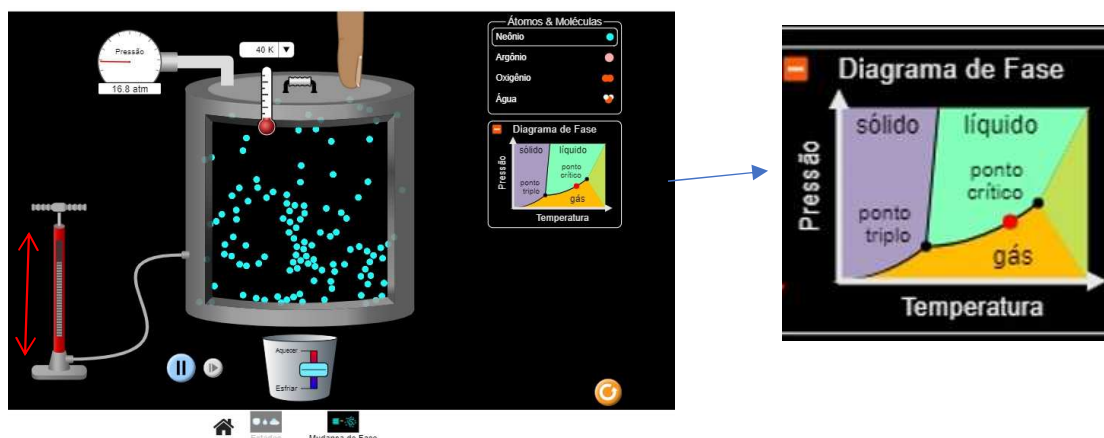 Pressão
16.8 atm
40 K
Átomos & Moléculas
Neônio
Argônio
Oxigênio
Água
Diagrama de Fase
sólido
líquido
ponto
crítico
ponto
triplo
gás
Pressão
Temperatura
Aquecer
Esfriar
Estados
Mudança de Fase
Diagrama de Fase
sólido
líquido
ponto
crítico
ponto
triplo
gás
Pressão
Temperatura